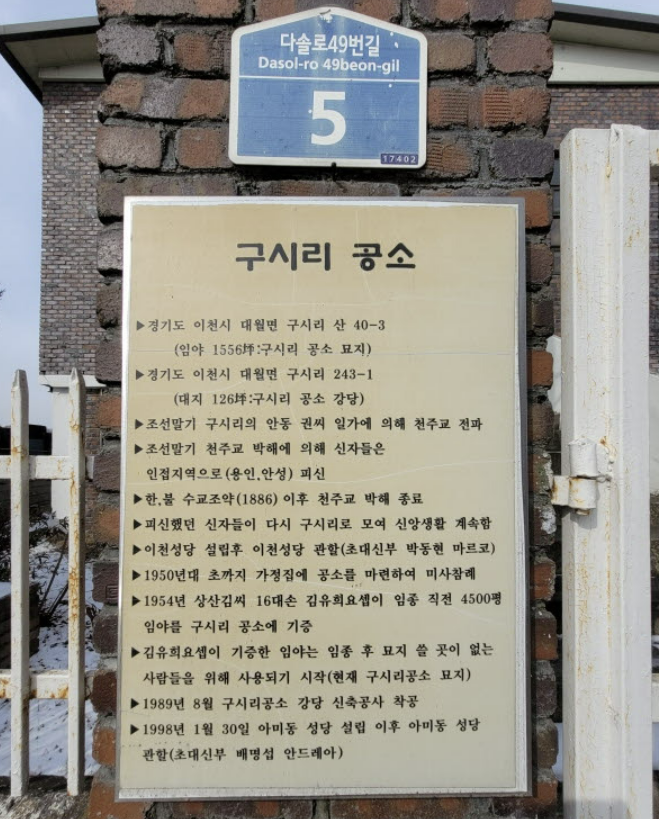 다솔로49번길
Dasol-ro 49beon-gil
5
17402
구시리 공소
▶경기도 이천시 대월면 구시리 산 40-3
(임야 1556坪:구시리 공소 묘지)
▶경기도 이천시 대월면 구시리 243-1
(대지 126坪:구시리 공소 강당)
▶조선말기 구시리의 안동 권씨 일가에 의해 천주교 전파
▶조선말기 천주교 박해에 의해 신자들은
인접지역으로(용인,안성) 피신
▶한,불 수교조약(1886) 이후 천주교 박해 종료
▶피신했던 신자들이 다시 구시리로 모여 신앙생활 계속함
▶이천성당 설립후 이천성당 관할(초대신부 박동현 마르코)
▶1950년대 초까지 가정집에 공소를 마련하여 미사참례
▶1954년 상산김씨 16대손 김유희요셉이 임종 직전 4500평
임야를 구시리 공소에 기증
▶김유희요셉이 기증한 임야는 임종 후 묘지 쓸 곳이 없는
사람들을 위해 사용되기 시작(현재 구시리공소 묘지)
▶1989년 8월 구시리공소 강당 신축공사 착공
▶1998년 1월 30일 아미동 성당 설립 이후 아미동 성당
관할(초대신부 배명섭 안드레아)